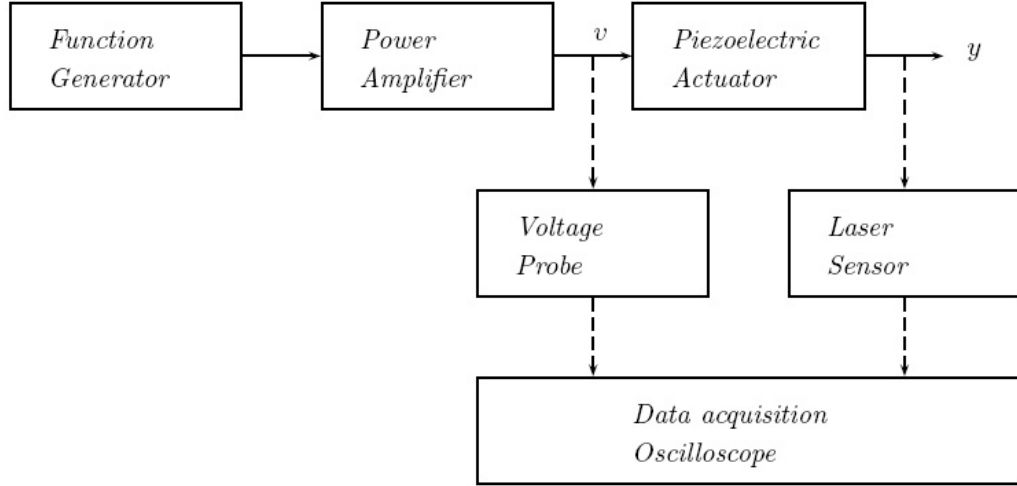 Function
Generator
Power
Amplifier
v
Piezoelectric
Actuator
y
Voltage
Probe
Laser
Sensor
Data acquisition
Oscilloscope